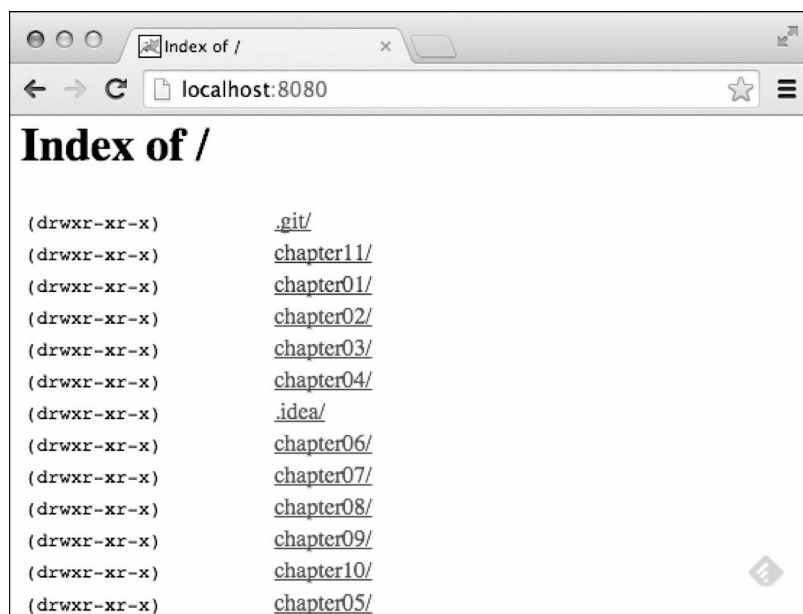 Index of /
localhost:8080
Index of /
(drwxr-xr-x) .git/
(drwxr-xr-x) chapter11/
(drwxr-xr-x) chapter01/
(drwxr-xr-x) chapter02/
(drwxr-xr-x) chapter03/
(drwxr-xr-x) chapter04/
(drwxr-xr-x) .idea/
(drwxr-xr-x) chapter06/
(drwxr-xr-x) chapter07/
(drwxr-xr-x) chapter08/
(drwxr-xr-x) chapter09/
(drwxr-xr-x) chapter10/
(drwxr-xr-x) chapter05/